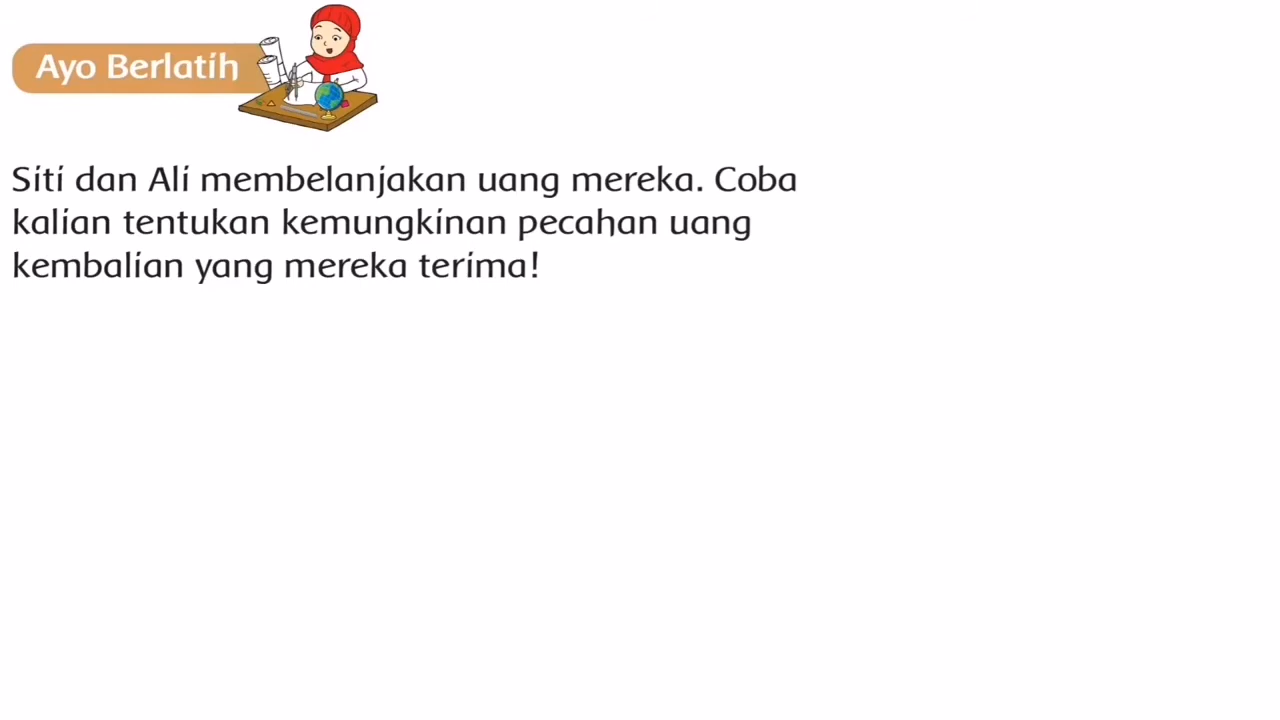 Ayo Berlatih
Siti dan Ali membelanjakan uang mereka. Coba
kalian tentukan kemungkinan pecahan uang
kembalian yang mereka terima!